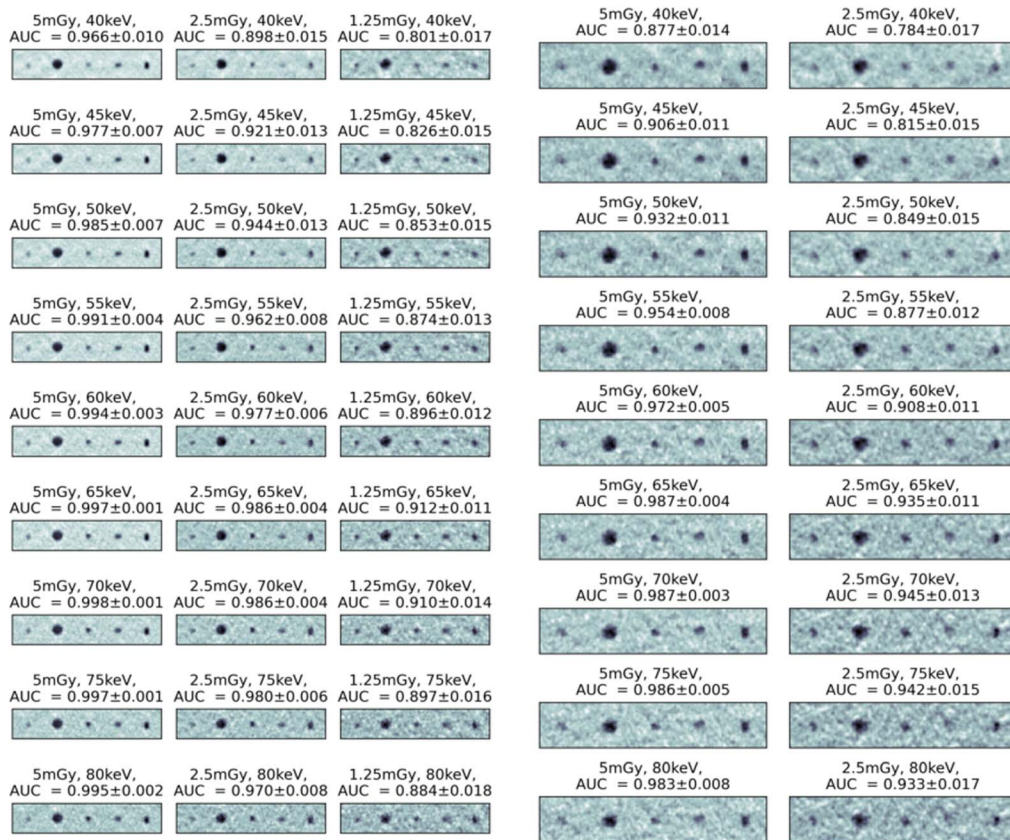 5mGy, 40keV,
AUC = 0.966±0.010
2.5mGy, 40keV,
AUC = 0.898±0.015
1.25mGy, 40keV,
AUC = 0.801±0.017
5mGy, 40keV,
AUC = 0.877±0.014
2.5mGy, 40keV,
AUC = 0.784±0.017
5mGy, 45keV,
AUC = 0.977±0.007
2.5mGy, 45keV,
AUC = 0.921±0.013
1.25mGy, 45keV,
AUC = 0.826±0.015
5mGy, 45keV,
AUC = 0.906±0.011
2.5mGy, 45keV,
AUC = 0.815±0.015
5mGy, 50keV,
AUC = 0.985±0.007
2.5mGy, 50keV,
AUC = 0.944±0.013
1.25mGy, 50keV,
AUC = 0.853±0.015
5mGy, 50keV,
AUC = 0.932±0.011
2.5mGy, 50keV,
AUC = 0.849±0.015
5mGy, 55keV,
AUC = 0.991±0.004
2.5mGy, 55keV,
AUC = 0.962±0.008
1.25mGy, 55keV,
AUC = 0.874±0.013
5mGy, 55keV,
AUC = 0.954±0.008
2.5mGy, 55keV,
AUC = 0.877±0.012
5mGy, 60keV,
AUC = 0.994±0.003
2.5mGy, 60keV,
AUC = 0.977±0.006
1.25mGy, 60keV,
AUC = 0.896±0.012
5mGy, 60keV,
AUC = 0.972±0.005
2.5mGy, 60keV,
AUC = 0.908±0.011
5mGy, 65keV,
AUC = 0.997±0.001
2.5mGy, 65keV,
AUC = 0.986±0.004
1.25mGy, 65keV,
AUC = 0.912±0.011
5mGy, 65keV,
AUC = 0.987±0.004
2.5mGy, 65keV,
AUC = 0.935±0.011
5mGy, 70keV,
AUC = 0.998±0.001
2.5mGy, 70keV,
AUC = 0.986±0.004
1.25mGy, 70keV,
AUC = 0.910±0.014
5mGy, 70keV,
AUC = 0.987±0.003
2.5mGy, 70keV,
AUC = 0.945±0.013
5mGy, 75keV,
AUC = 0.997±0.001
2.5mGy, 75keV,
AUC = 0.980±0.006
1.25mGy, 75keV,
AUC = 0.897±0.016
5mGy, 75keV,
AUC = 0.986±0.005
2.5mGy, 75keV,
AUC = 0.942±0.015
5mGy, 80keV,
AUC = 0.995±0.002
2.5mGy, 80keV,
AUC = 0.970±0.008
1.25mGy, 80keV,
AUC = 0.884±0.018
5mGy, 80keV,
AUC = 0.983±0.008
2.5mGy, 80keV,
AUC = 0.933±0.017